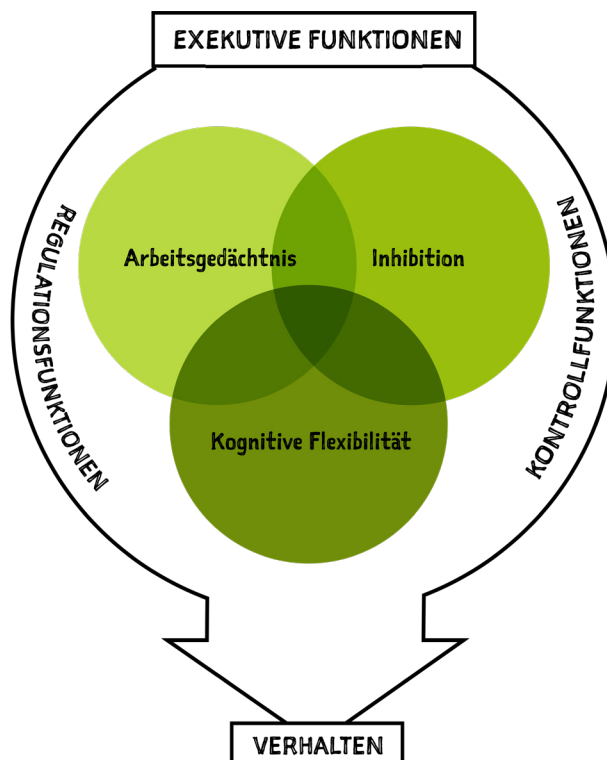 EXEKUTIVE FUNKTIONEN
REGULATIONSFUNKTIONEN
KONTROLLFUNKTIONEN
Arbeitsgedächtnis
Inhibition
Kognitive Flexibilität
VERHALTEN